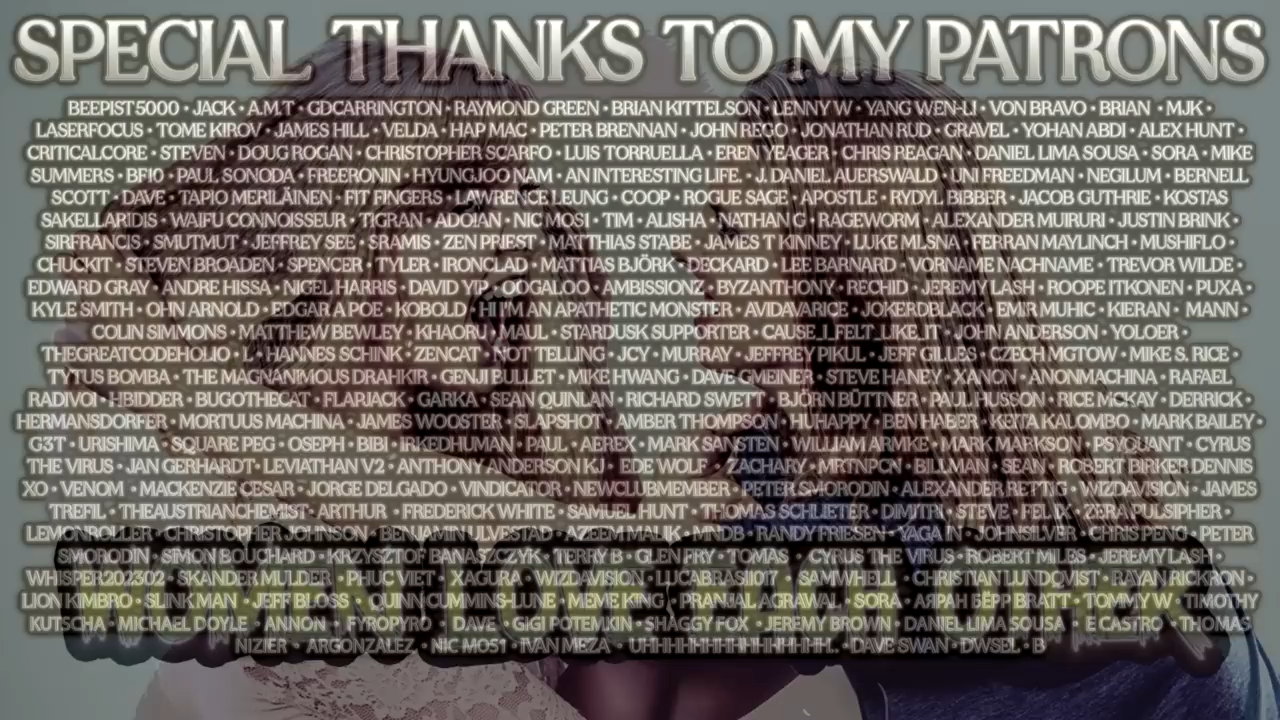 SPECIAL THANKS TO MY PATRONS
BEEPIST5000 • JACK • A.M.T • GDCARRINGTON • RAYMOND GREEN • BRIAN KITTELSON • LENNY W • YANG WEN-LI • VON BRAVO • BRIAN • MJK •
LASERFOCUS • TOME KIROV • JAMES HILL • VELDA • HAP MAC • PETER BRENNAN • JOHN REGO • JONATHAN RUD • GRAVEL • YOHAN ABDI • ALEX HUNT •
CRITICALCORE • STEVEN • DOUG ROGAN • CHRISTOPHER SCARFO • LUIS TORRUELLA • EREN YEAGER • CHRIS REAGAN • DANIEL LIMA SOUSA • SORA • MIKE
SUMMERS • BF10 • PAUL SONODA • FREERONIN • HYUNGJOO NAM • AN INTERESTING LIFE. • J. DANIEL AUERSWALD • UNI FREEDMAN • NEGILUM • BERNELL
SCOTT • DAVE • TAPIO MERILÄINEN • FIT FINGERS • LAWRENCE LEUNG • COOP • ROGUE SAGE • APOSTLE • RYDYL BIBBER • JACOB GUTHRIE • KOSTAS
SAKELLARIDIS • WAIFU CONNOISSEUR • TIGRAN • ADDIAN • NIC MOSI • TIM • ALISHA • NATHAN G • RAGEWORM • ALEXANDER MUIRURI • JUSTIN BRINK •
SIRFRANCIS • SMUTMUT • JEFFREY SEE • SRAMIS • ZEN PRIEST • MATTHIAS STABE • JAMES T KINNEY • LUKE MLSNA • FERRAN MAYLINCH • MUSHIFLO •
CHUCKIT • STEVEN BROADEN • SPENCER • TYLER • IRONCLAD • MATTIAS BJÖRK • DECKARD • LEE BARNARD • VORNAME NACHNAME • TREVOR WILDE •
EDWARD GRAY • ANDRE HISSA • NIGEL HARRIS • DAVID YIP • OOGALOO • AMBISSIONZ • BYZANTHONY • RECHID • JEREMY LASH • ROOPE ITKONEN • PUXA •
KYLE SMITH • OHN ARNOLD • EDGAR A POE • KOBOLD • HI I'M AN APATHETIC MONSTER • AVIDAVARICE • JOKERDBLACK • EMIR MUHIC • KIERAN • MANN •
COLIN SIMMONS • MATTHEW BEWLEY • KHAORU • MAUL • STARDUSK SUPPORTER • CAUSE_I_FELT_LIKE_IT • JOHN ANDERSON • YOLOER •
THEGREATCODEHOLIO • L • HANNES SCHINK • ZENCAT • NOT TELLING • JCY • MURRAY • JEFFREY PIKUL • JEFF GILLES • CZECH MGTOW • MIKE S. RICE •
TYTUS BOMBA • THE MAGNANIMOUS DRAHKIR • GENJI BULLET • MIKE HWANG • DAVE GMEINER • STEVE HANEY • XANON • ANONMACHINA • RAFAEL
RADIVOI • HBIDDER • BUGOTHECAT • FLAPJACK • GARKA • SEAN QUINLAN • RICHARD SWETT • BJÖRN BÜTTNER • PAUL HUSSON • RICE MCKAY • DERRICK •
HERMANSDORFER • MORTUUS MACHINA • JAMES WOOSTER • SLAPSHOT • AMBER THOMPSON • HUHAPPY • BEN HABER • KEITA KALOMBO • MARK BAILEY •
G3T • URISHIMA • SQUARE PEG • OSEPH • BIBI • IRKEDHUMAN • PAUL • AEREX • MARK SANSTEN • WILLIAM ARMKE • MARK MARKSON • PSYQUANT • CYRUS
THE VIRUS • JAN GERHARDT • LEVIATHAN V2 • ANTHONY ANDERSON KJ • EDE WOLF • ZACHARY • MRTNPCN • BILLMAN • SEAN • ROBERT BIRKER DENNIS
XO • VENOM • MACKENZIE CESAR • JORGE DELGADO • VINDICATOR • NEWCLUBMEMBER • PETER SMORODIN • ALEXANDER RETTIG • WIZDAVISION • JAMES
TREFIL • THEAUSTRIANCHEMIST • ARTHUR • FREDERICK WHITE • SAMUEL HUNT • THOMAS SCHLIETER • DIMITRI • STEVE • FELIX • ZERA PULSIPHER •
LEMONROLLER • CHRISTOPHER JOHNSON • BENJAMIN ULVESTAD • AZEEM MALIK • MNDB • RANDY FRIESEN • YAGA T • JOHNSILVER • CHRIS PENG • PETER
SMORODIN • SIMON BOUCHARD • KRZYSZTOF BANASZCZYK • TERRY B • GLEN FRY • TOMAS • CYRUS THE VIRUS • ROBERT MILES • JEREMY LASH •
WHISPER202302 • SKANDER MULDER • PHUC VIET • XAGURA • WIZDAVISION • SAMWHELL • CHRISTIAN LUNDQVIST • RAYAN RICKRON •
LION KIMBRO • SLINKMAN • JEFF BLOSS • QUINN CUMMINS-LUNE • MEME KING • PRANJAL AGRAWAL • SORA • BRATT • TOMMY W • TIMOTHY
KUTSCHA • MICHAEL DOYLE • ANNON • FYROPYRO • DAVE • GIGI POTEMKIN • SHAGGYFOX • JEREMY BROWN • DANIEL LIMA SOUSA • E CASTRO • THOMAS
NIZIER • ARGONZALEZ • NIC MO51 • IVAN MEZA • DAVE SWAN • DWSEL • B
WOMEN LOVE